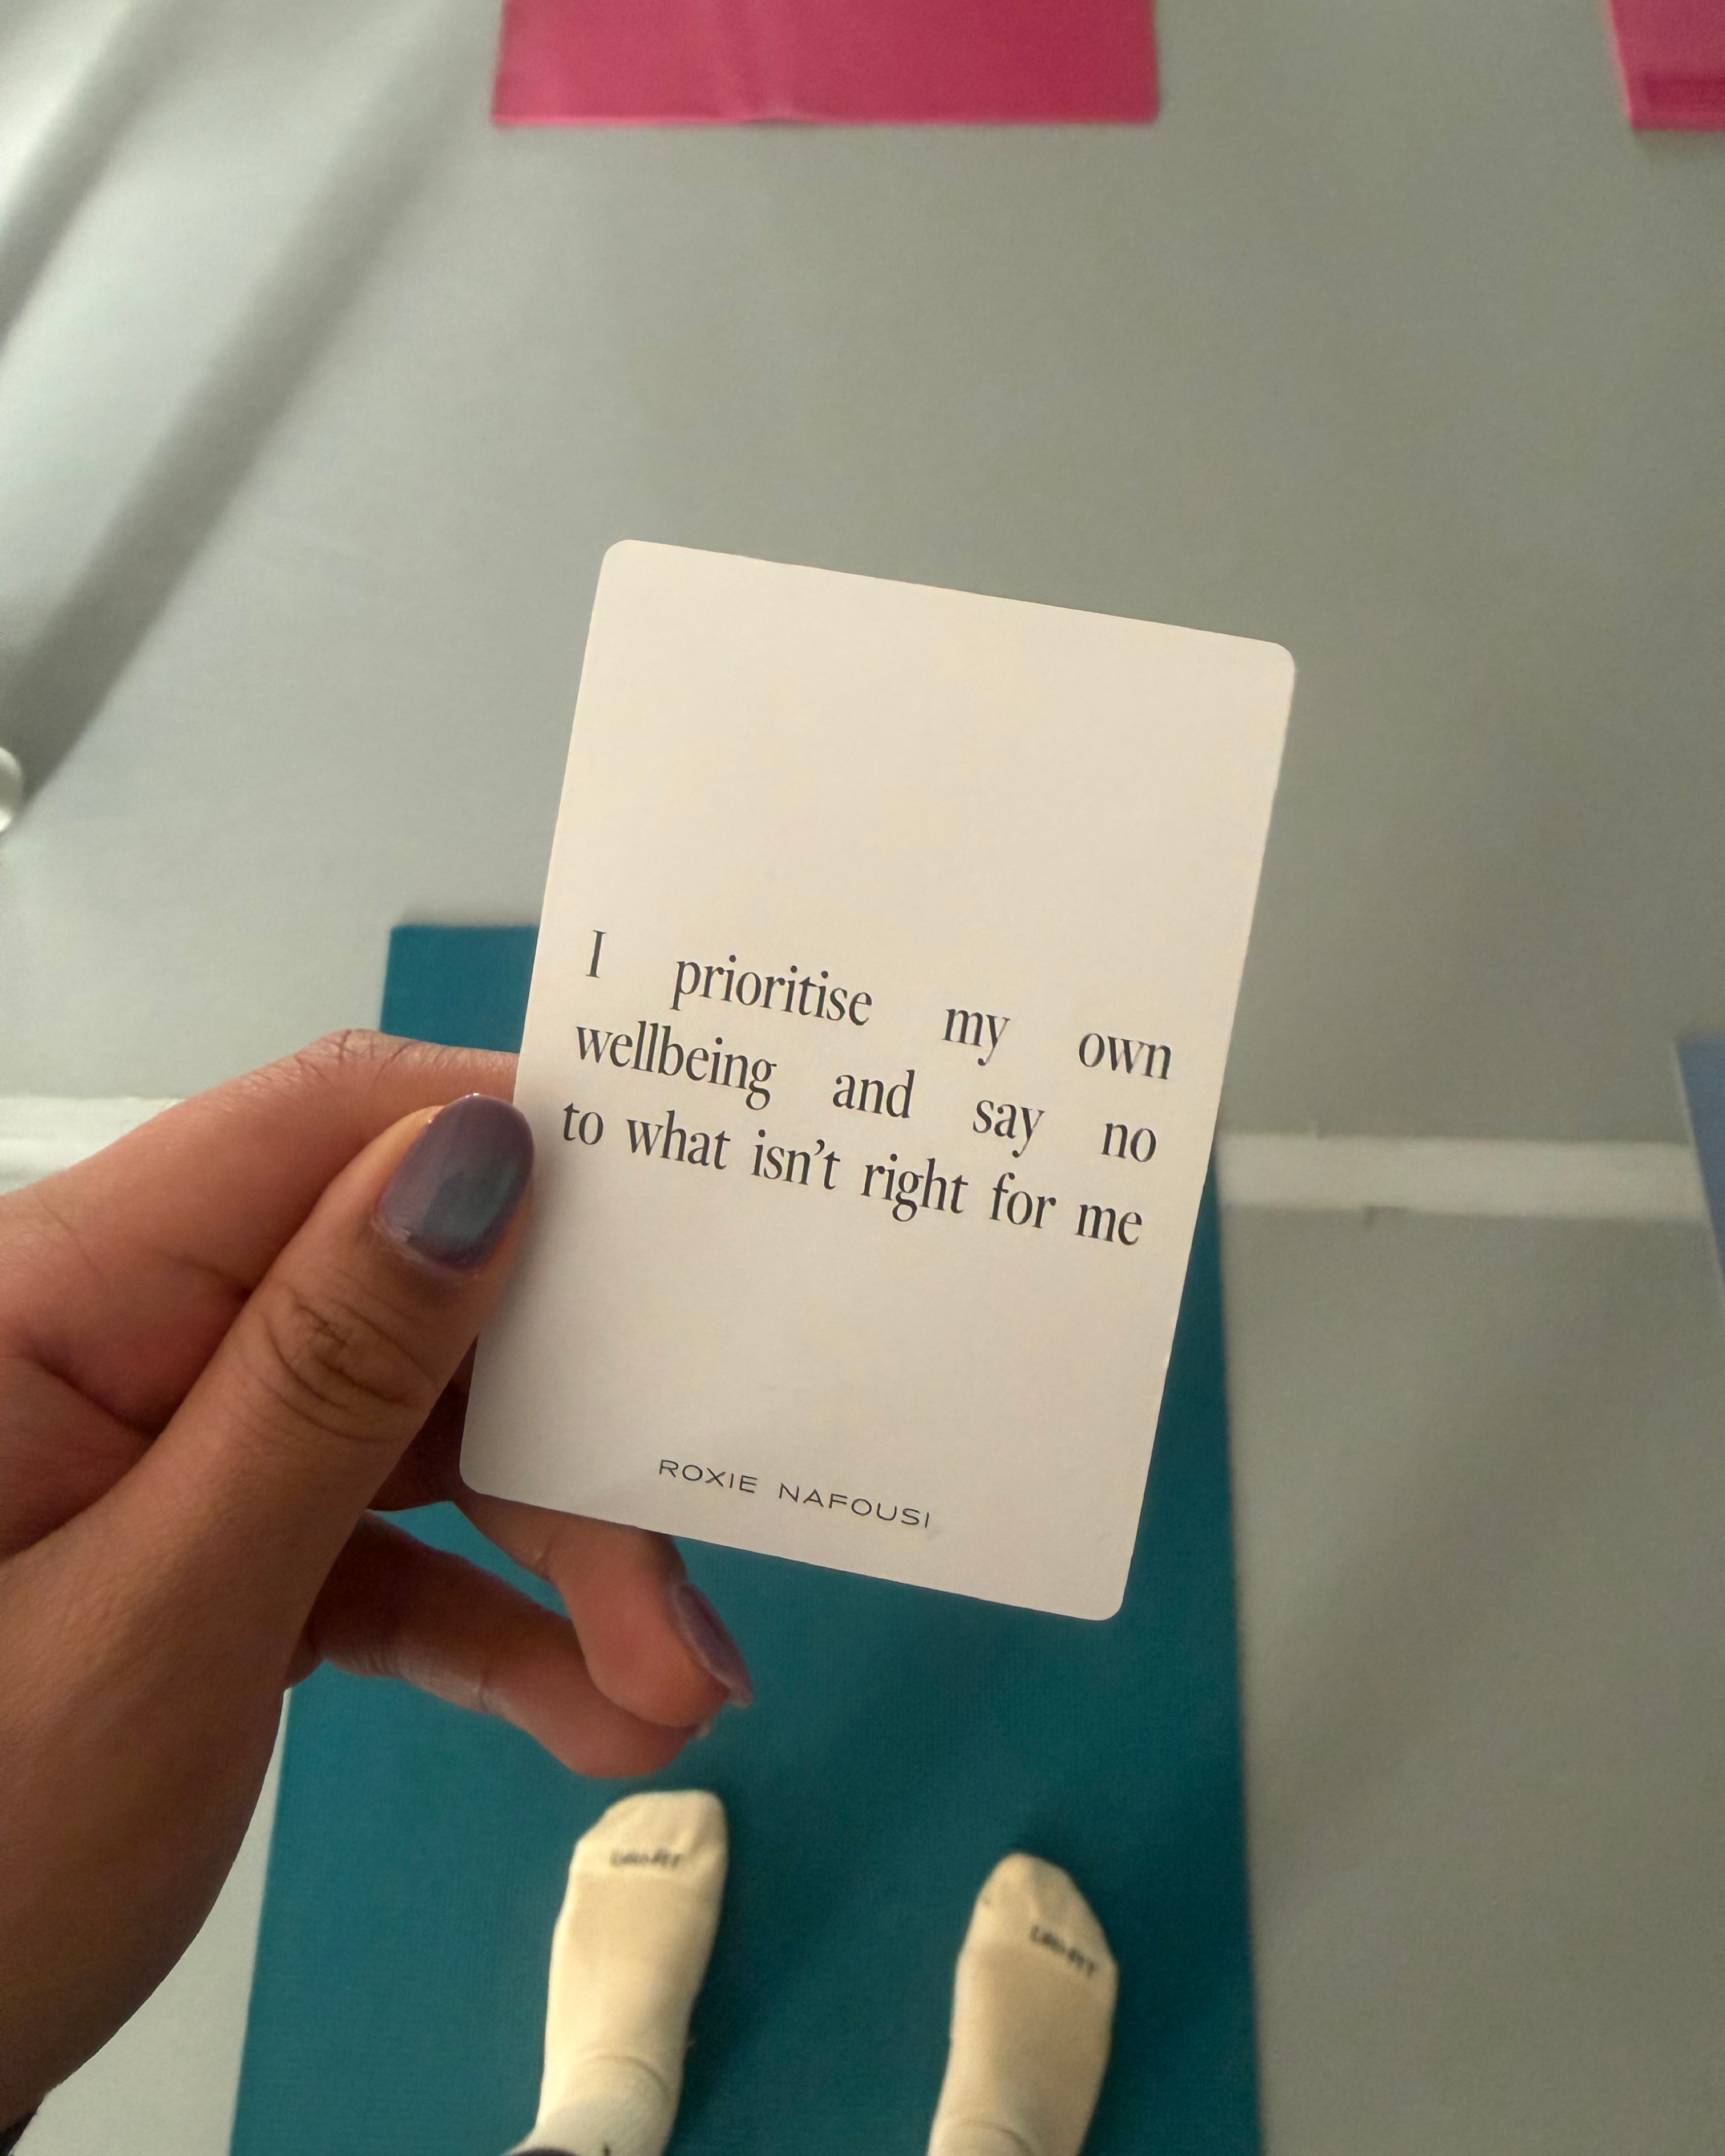 I prioritise my own
wellbeing and say no
to what isn’t right for me
ROXIE NAFOUSI